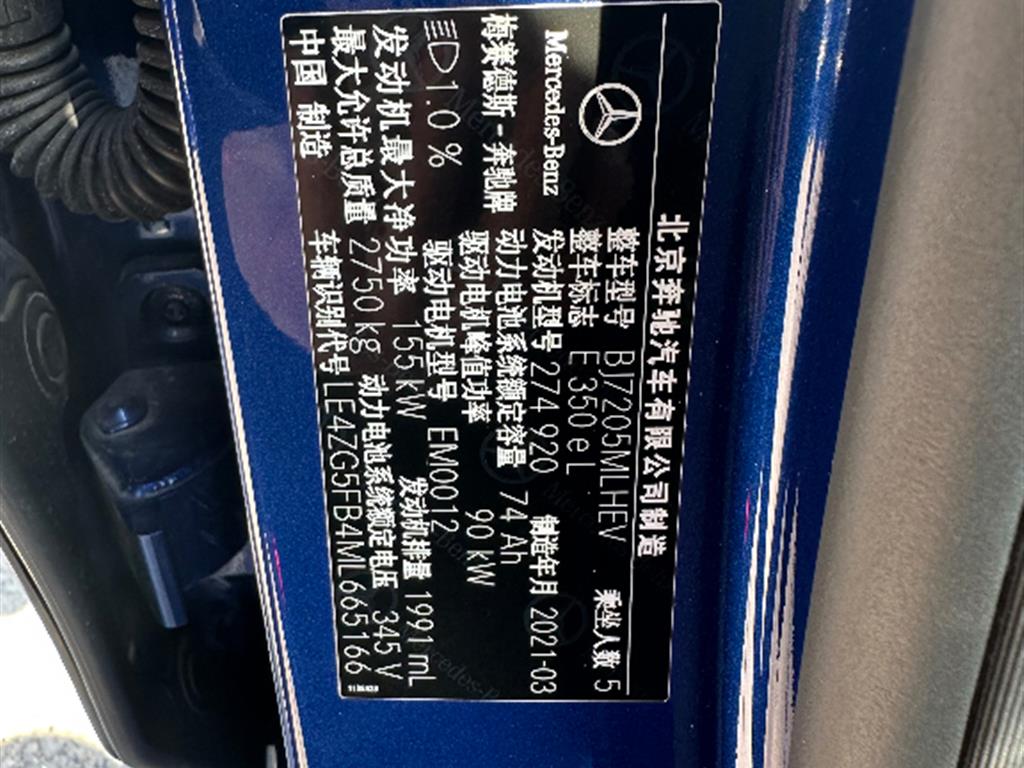 北京奔驰汽车有限公司制造
Mercedes-Benz
梅赛德斯-奔驰牌
整车型号 BJ7205MLHEV 乘坐人数 5
整车标志 E 350 e L
发动机型号 274 920 制造年月 2021-03
动力电池系统额定容量 74 Ah
驱动电机峰值功率 90 kW
1.0 % 驱动电机型号 EM0012
发动机最大净功率 155 kW 发动机排量 1991 mL
最大允许总质量 2750 kg 动力电池系统额定电压 345 V
中国 制造 车辆识别代号 LE4ZG5FB4ML665166